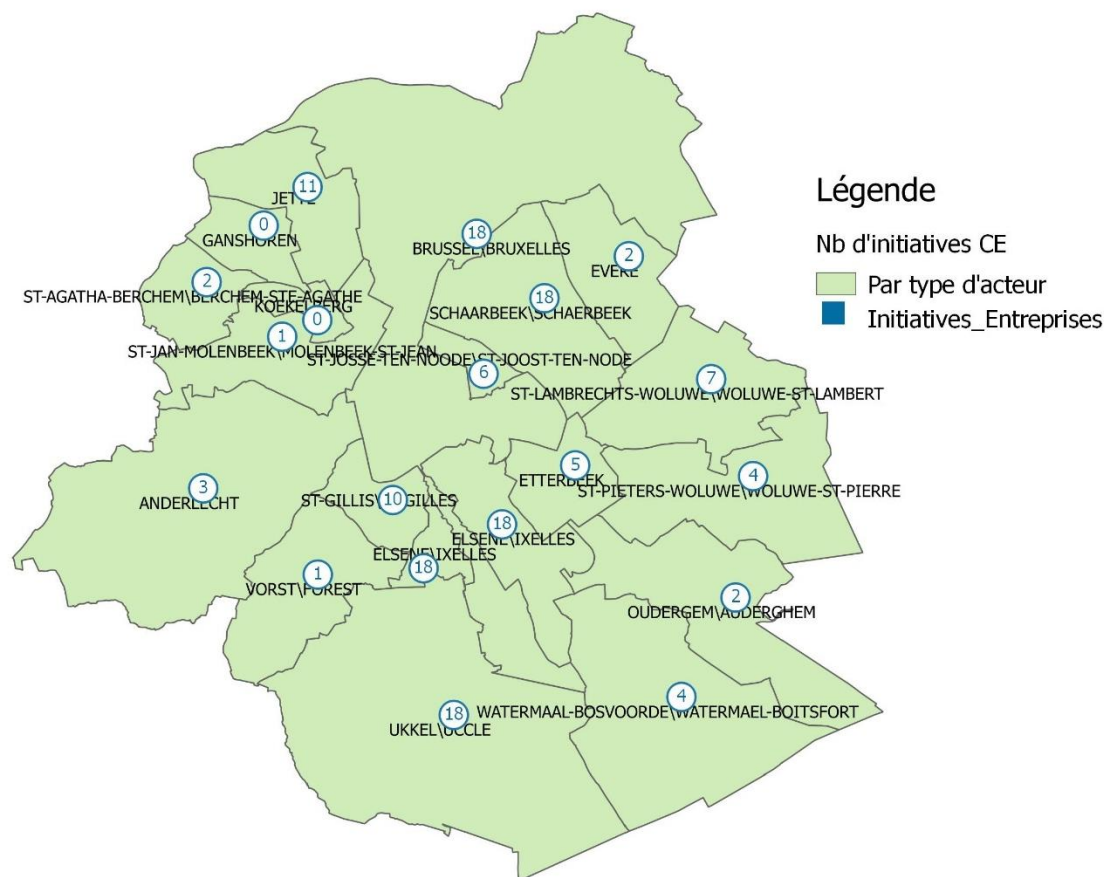 11
JETTE
0
GANSHOREN
18
BRUSSEL\BRUXELLES
2
EVERE
2
ST-AGATHA-BERCHEM\BERCHEM-STE-AGATHE
18
SCHAARBEEK\SCHAERBEEK
KOEKELBERG
0
1
ST-JAN-MOLENBEEK\MOLENBEEK-ST-JEAN
ST-JOSSE-TEN-NOODE\ST-JOOST-TEN-NODE
6
7
ST-LAMBRECHTS-WOLUWE\WOLUWE-ST-LAMBERT
5
ETTERBEEK
4
ST-PIETERS-WOLUWE\WOLUWE-ST-PIERRE
3
ANDERLECHT
10
ST-GILLIS\ST-GILLES
18
ELSENE\IXELLES
ELSENE\IXELLES
18
1
VORST\FOREST
2
OUDERGEM\AUDERGHEM
4
WATERMAAL-BOSVOORDE\WATERMAEL-BOITSFORT
18
UKKEL\UCCLE
Légende
Nb d'initiatives CE
Par type d'acteur
Initiatives_Entreprises